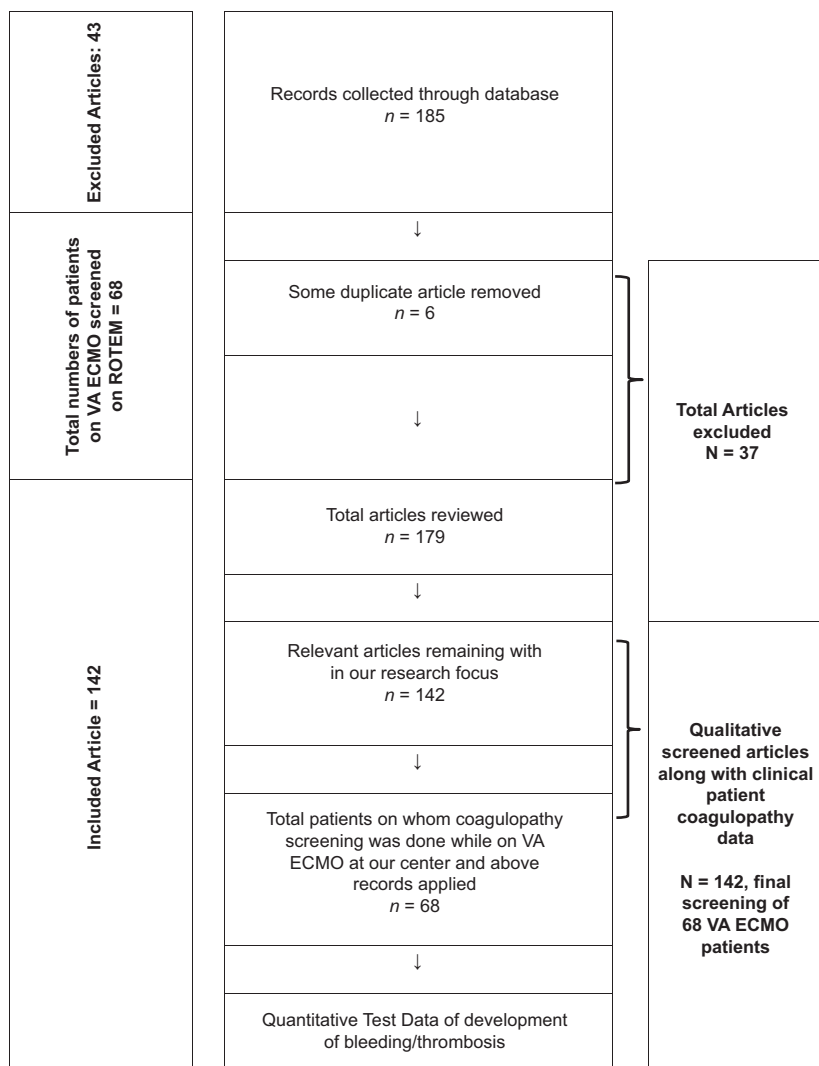 Excluded Articles: 43
Total numbers of patients
on VA ECMO screened
on ROTEM = 68
Included Article = 142
Records collected through database
n = 185
↓
Some duplicate article removed
n = 6
↓
Total articles reviewed
n = 179
↓
Relevant articles remaining with
in our research focus
n = 142
↓
Total patients on whom coagulopathy
screening was done while on VA
ECMO at our center and above
records applied
n = 68
↓
Quantitative Test Data of development
of bleeding/thrombosis
Total Articles
excluded
N = 37
Qualitative
screened articles
along with clinical
patient
coagulopathy
data
N = 142, final
screening of
68 VA ECMO
patients